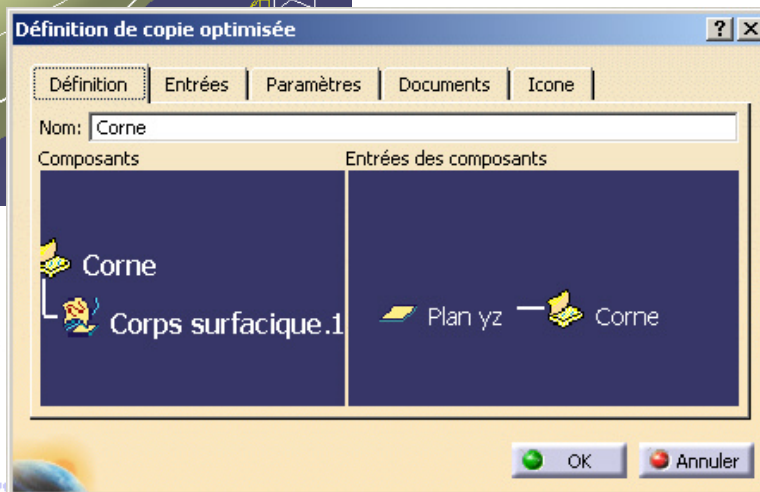 Définition de copie optimisée
Définition Entrées Paramètres Documents Icone
Nom: Corne
Composants Entrées des composants
Corne
Corps surfacique.1
Plan yz Corne
OK Annuler